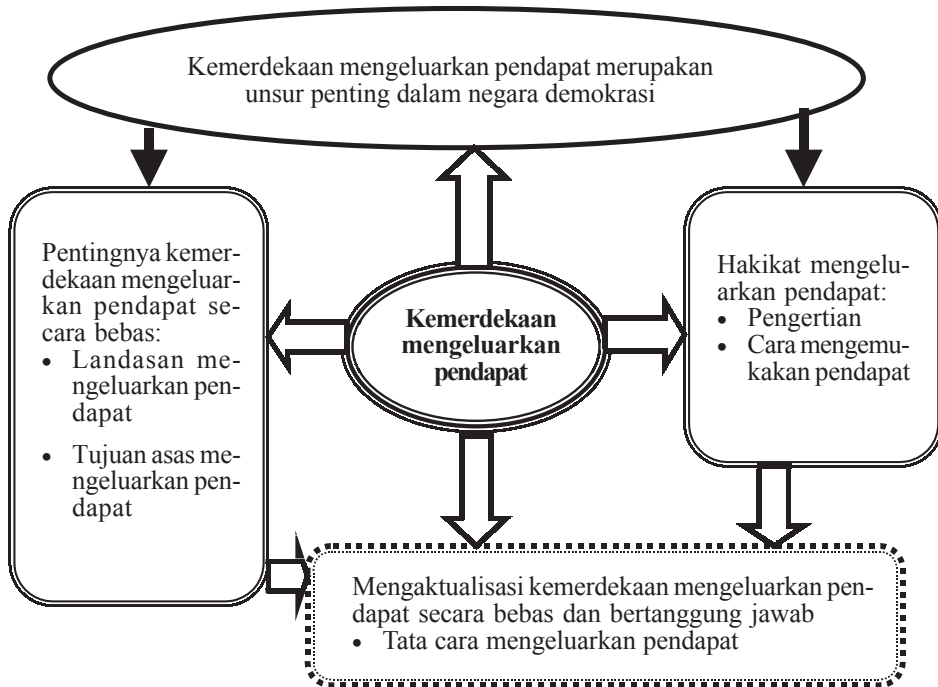 Kemerdekaan mengeluarkan pendapat merupakan
unsur penting dalam negara demokrasi
Pentingnya kemer-
dekaan mengeluar-
kan pendapat se-
cara bebas:
• Landasan me-
ngeluarkan pen-
dapat
• Tujuan asas me-
ngeluarkan pen-
dapat
Kemerdekaan
mengeluarkan
pendapat
Hakikat mengelu-
arkan pendapat:
• Pengertian
• Cara mengemu-
kakan pendapat
Mengaktualisasi kemerdekaan mengeluarkan pen-
dapat secara bebas dan bertanggung jawab
• Tata cara mengeluarkan pendapat